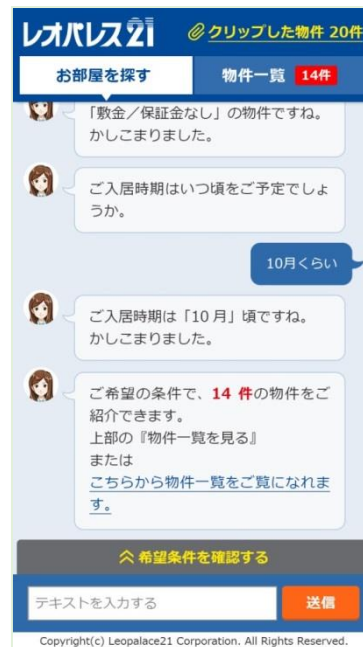 レオパレス21
クリップした物件 20件
お部屋を探す
物件一覧 14件
「敷金/保証金なし」の物件ですね。
かしこまりました。
ご入居時期はいつ頃をご予定でしょ
うか。
10月くらい
ご入居時期は「10 月」頃ですね。
かしこまりました。
ご希望の条件で、14 件の物件をご
紹介できます。
上部の『物件一覧を見る』
または
こちらから物件一覧をご覧になれま
す。
希望条件を確認する
テキストを入力する
送信
Copyright(c) Leopalace21 Corporation. All Rights Reserved.